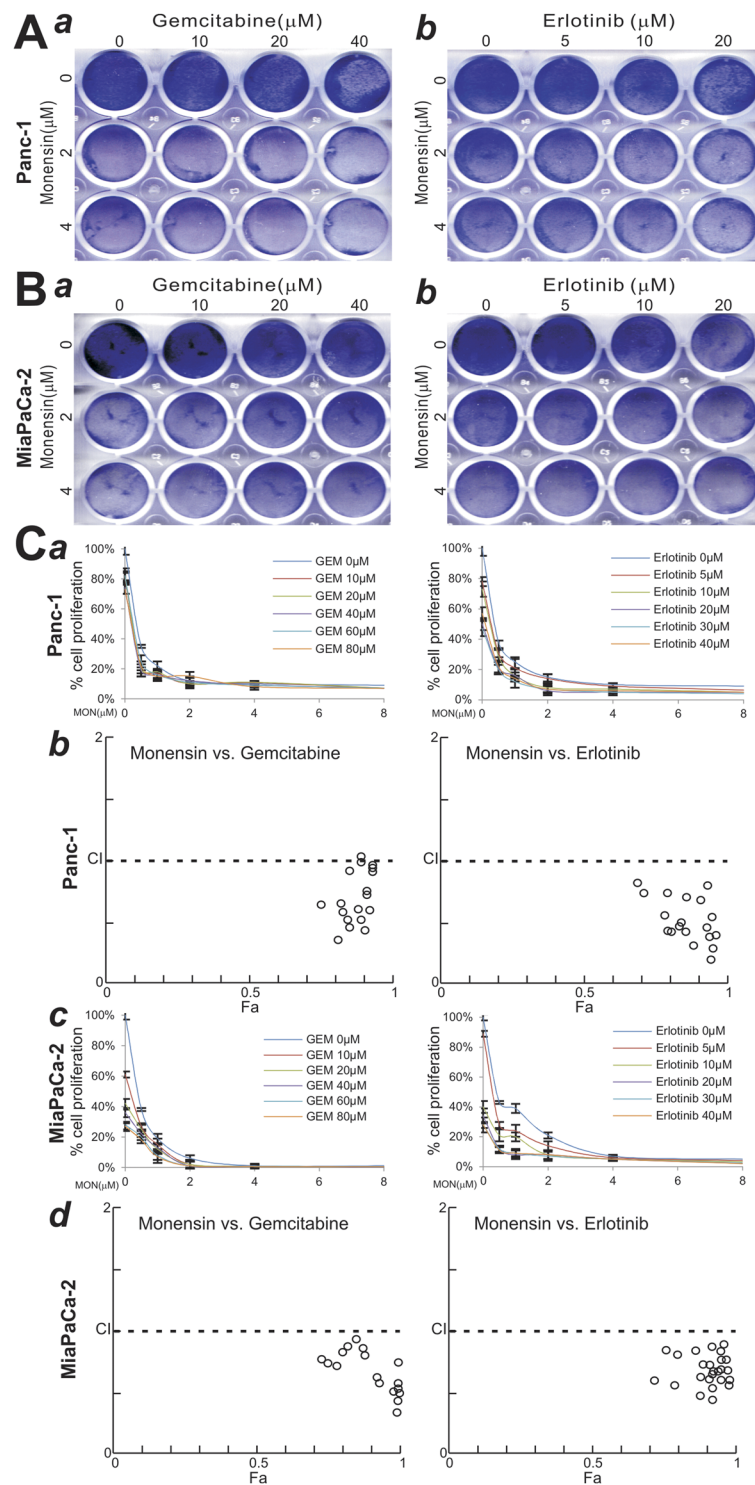 A a Gemcitabine(μM) b Erlotinib (μM)
0 10 20 40 0 5 10 20
Panc-1
Monensin(μM)
0
2
4
Monensin(μM)
0
2
4
B a Gemcitabine(μM) b Erlotinib (μM)
0 10 20 40 0 5 10 20
MiaPaCa-2
Monensin(μM)
0
2
4
Monensin(μM)
0
2
4
C a
Panc-1
% cell proliferation
100%
80%
60%
40%
20%
0%
GEM 0μM
GEM 10μM
GEM 20μM
GEM 40μM
GEM 60μM
GEM 80μM
MON(μM) 0 2 4 6 8
% cell proliferation
100%
80%
60%
40%
20%
0%
Erlotinib 0μM
Erlotinib 5μM
Erlotinib 10μM
Erlotinib 20μM
Erlotinib 30μM
Erlotinib 40μM
MON(μM) 0 2 4 6 8
b
Panc-1
2
Monensin vs. Gemcitabine
CI
0
0 0.5 1
Fa
2
Monensin vs. Erlotinib
CI
0
0 0.5 1
Fa
c
MiaPaCa-2
% cell proliferation
100%
80%
60%
40%
20%
0%
GEM 0μM
GEM 10μM
GEM 20μM
GEM 40μM
GEM 60μM
GEM 80μM
MON(μM) 0 2 4 6 8
% cell proliferation
100%
80%
60%
40%
20%
0%
Erlotinib 0μM
Erlotinib 5μM
Erlotinib 10μM
Erlotinib 20μM
Erlotinib 30μM
Erlotinib 40μM
MON(μM) 0 2 4 6 8
d
MiaPaCa-2
2
Monensin vs. Gemcitabine
CI
0
0 0.5 1
Fa
2
Monensin vs. Erlotinib
CI
0
0 0.5 1
Fa